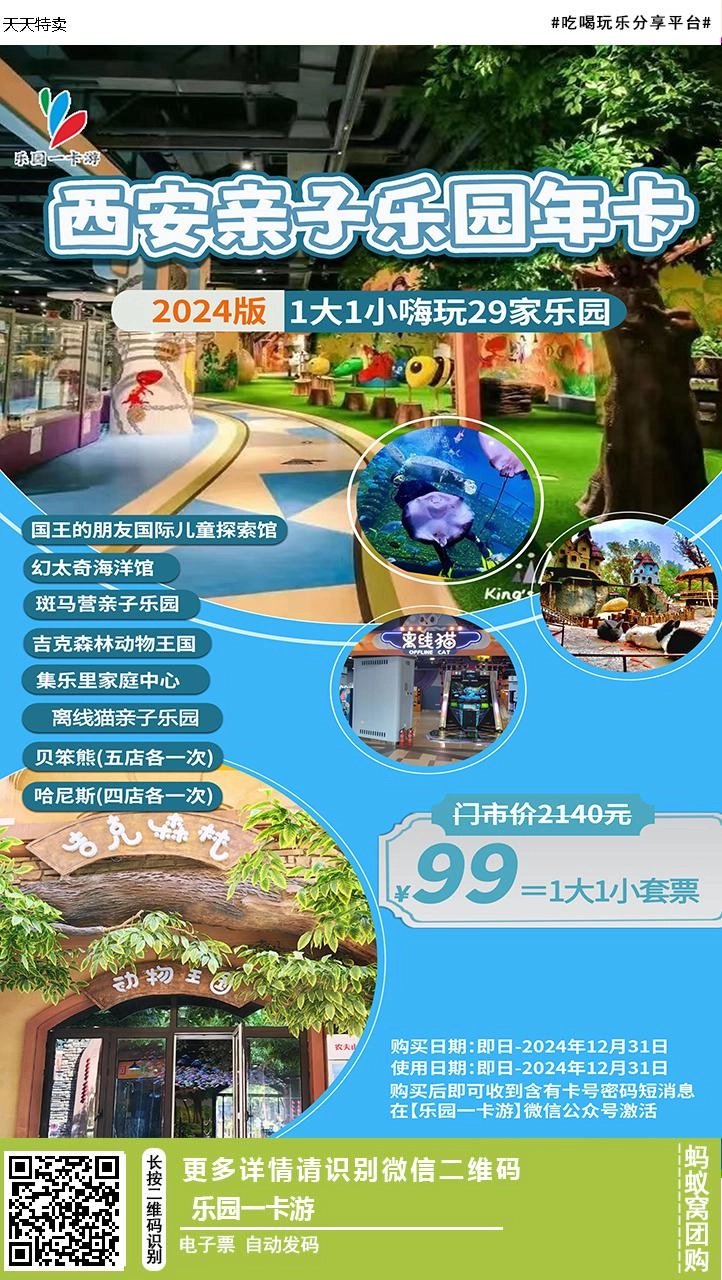 天天特卖
#吃喝玩乐分享平台#
乐园一卡游
西安亲子乐园年卡
2024版 1大1小嗨玩29家乐园
国王的朋友国际儿童探索馆
幻太奇海洋馆
斑马营亲子乐园
吉克森林动物王国
集乐里家庭中心
离线猫亲子乐园
贝笨熊(五店各一次)
哈尼斯(四店各一次)
King's
离线猫
OFFLINE CAT
吉克森林
动物王国
门市价2140元
¥99=1大1小套票
购买日期:即日-2024年12月31日
使用日期:即日-2024年12月31日
购买后即可收到含有卡号密码短消息
在【乐园一卡游】微信公众号激活
长按二维码识别
更多详情请识别微信二维码
乐园一卡游
电子票 自动发码
蚂蚁窝团购